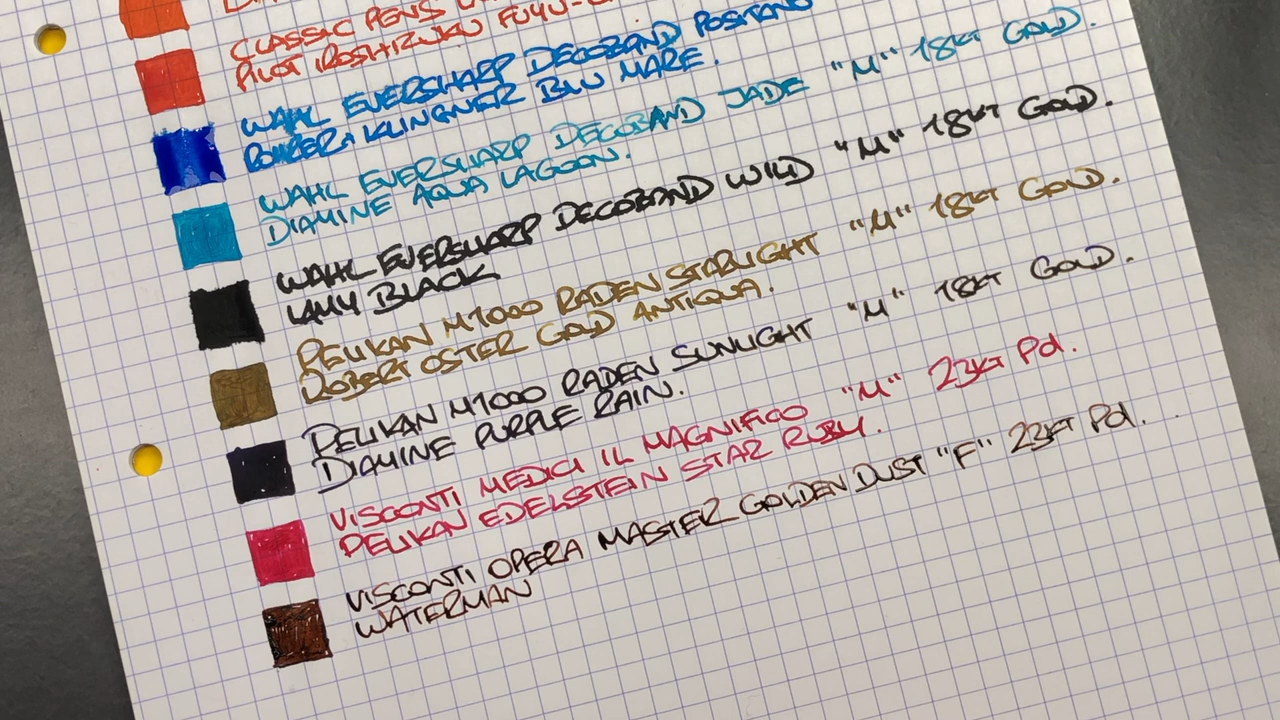 CLASSIC PENS
PILOT IROSHIZUKU FUYU-
WAHL EVERSHARP DECOBAND POSITANO
ROHRER + KLINGNER BLU MARE.
WAHL EVERSHARP DECOBAND JADE "M" 18KT GOLD.
DIAMINE AQUA LAGOON.
WAHL EVERSHARP DECOBAND WILD "M" 18KT GOLD.
LAMY BLACK
PELIKAN M1000 RADEN STARLIGHT "M" 18KT GOLD.
ROBERT OSTER GOLD ANTIQUA.
PELIKAN M1000 RADEN SUNLIGHT "M" 18KT GOLD.
DIAMINE PURPLE RAIN.
VISCONTI MEDICI IL MAGNIFICO "M" 23KT Pd.
PELIKAN EDELSTEIN STAR RUBY.
VISCONTI OPERA MASTER GOLDEN DUST "F" 23KT Pd.
WATERMAN